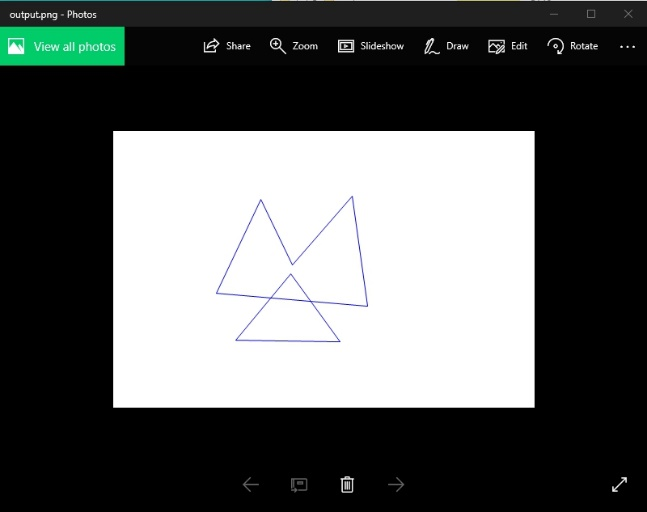 output.png - Photos
View all photos
Share
Zoom
Slideshow
Draw
Edit
Rotate